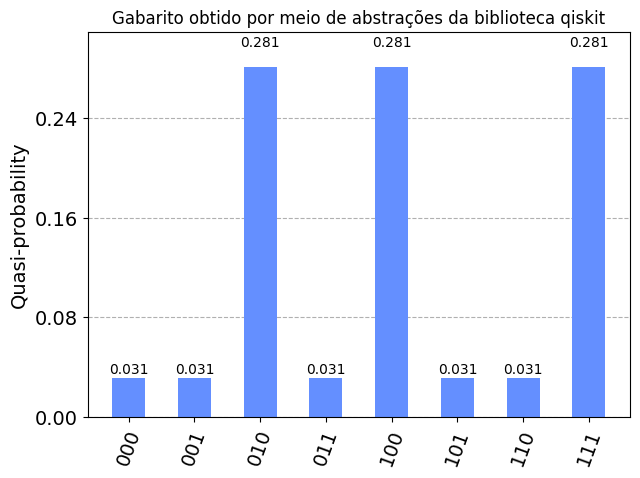 Gabarito obtido por meio de abstrações da biblioteca qiskit
0.281 0.281 0.281
0.24
0.16
Quasi-probability
0.08
0.031 0.031 0.031 0.031 0.031
0.00
000 001 010 011 100 101 110 111